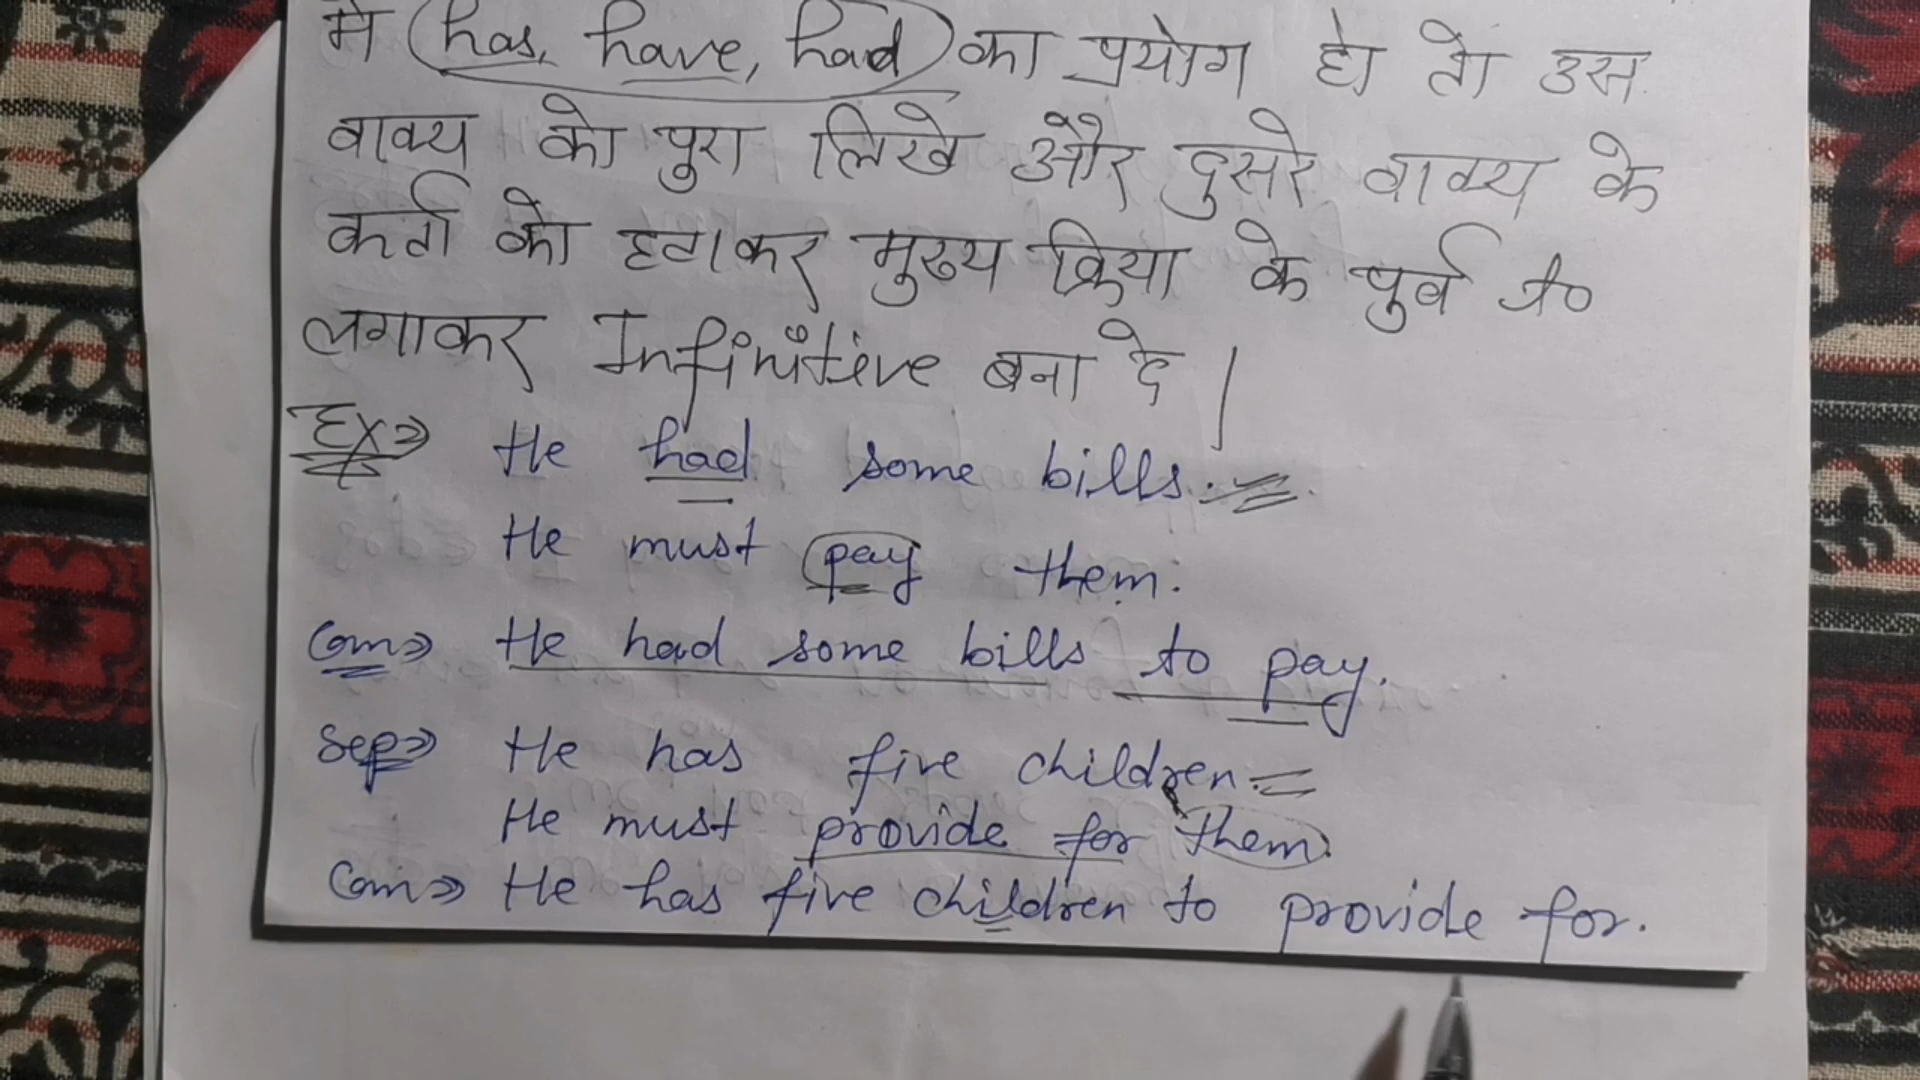 में (has, have, had) का प्रयोग हो तो उस
वाक्य को पुरा लिखे और दुसरे वाक्य के
कर्ता को हटाकर मुख्य क्रिया के पुर्व to
लगाकर Infinitive बना दे।
Ex⇒ He had some bills.
He must pay them.
Com⇒ He had some bills to pay.
Sep⇒ He has five children
He must provide for them.
Com⇒ He has five children to provide for.